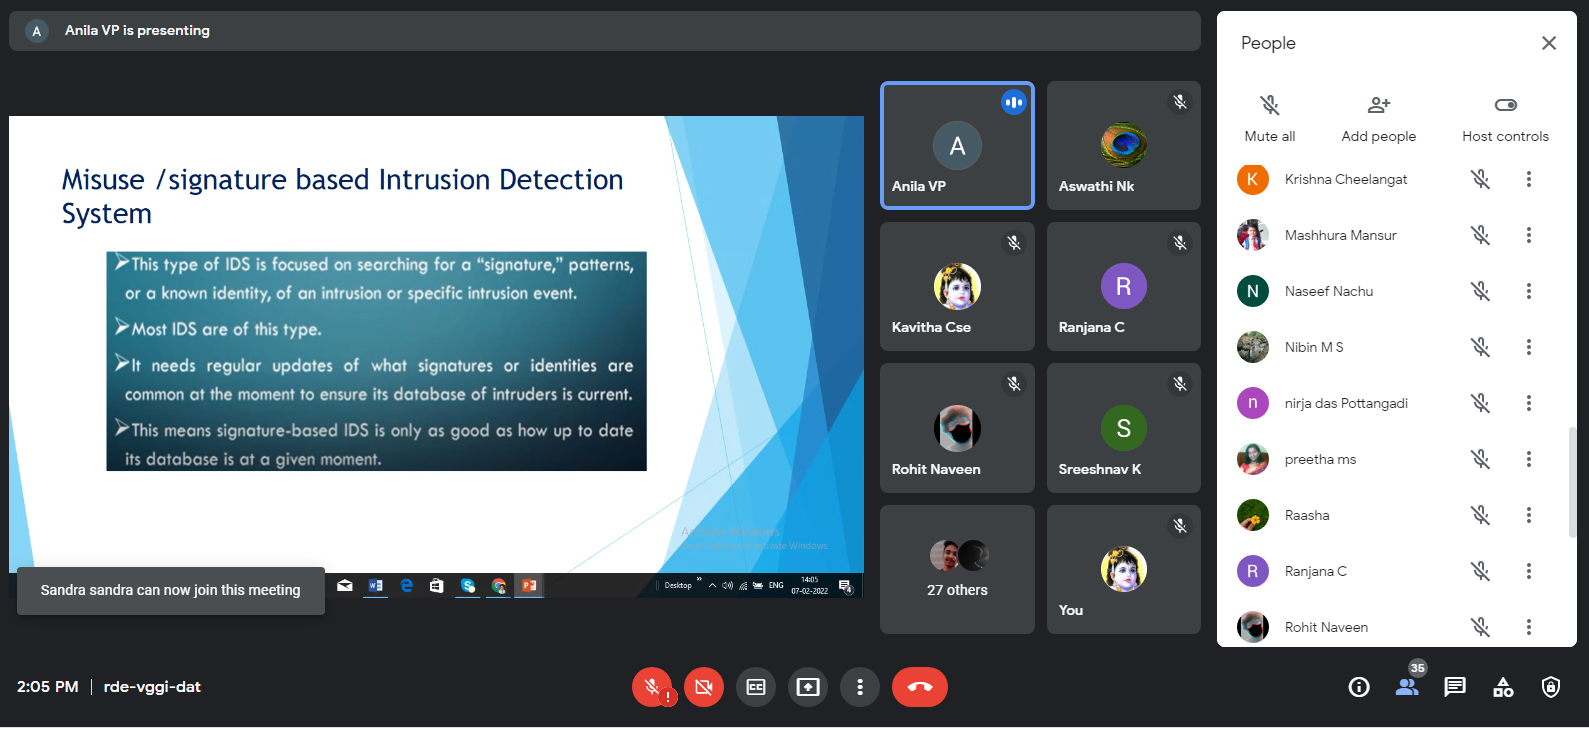 A
Anila VP is presenting
Misuse /signature based Intrusion Detection
System
This type of IDS is focused on searching for a “signature,” patterns,
or a known identity, of an intrusion or specific intrusion event.
Most IDS are of this type.
It needs regular updates of what signatures or identities are
common at the moment to ensure its database of intruders is current.
This means signature-based IDS is only as good as how up to date
its database is at a given moment.
Activate Windows
activate Windows.
Desktop
ENG
14:05
07-02-2022
4
Sandra sandra can now join this meeting
A
Anila VP
Aswathi Nk
Kavitha Cse
R
Ranjana C
Rohit Naveen
S
Sreeshnav K
27 others
You
People
Mute all
Add people
Host controls
K
Krishna Cheelangat
Mashhura Mansur
N
Naseef Nachu
Nibin M S
n
nirja das Pottangadi
preetha ms
Raasha
R
Ranjana C
Rohit Naveen
2:05 PM | rde-vggi-dat
!
CC
35